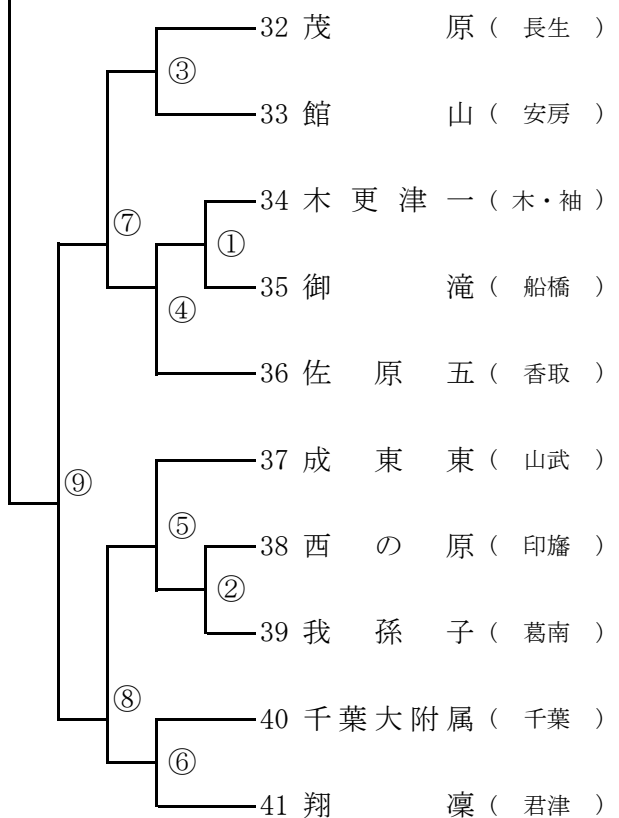 32 茂原 ( 長生 )
③
33 館山 ( 安房 )
34 木更津一 ( 木・袖 )
⑦
①
35 御滝 ( 船橋 )
④
36 佐原五 ( 香取 )
37 成東東 ( 山武 )
⑨
⑤
38 西の原 ( 印旛 )
②
39 我孫子 ( 葛南 )
⑧
40 千葉大附属 ( 千葉 )
⑥
41 翔凜 ( 君津 )